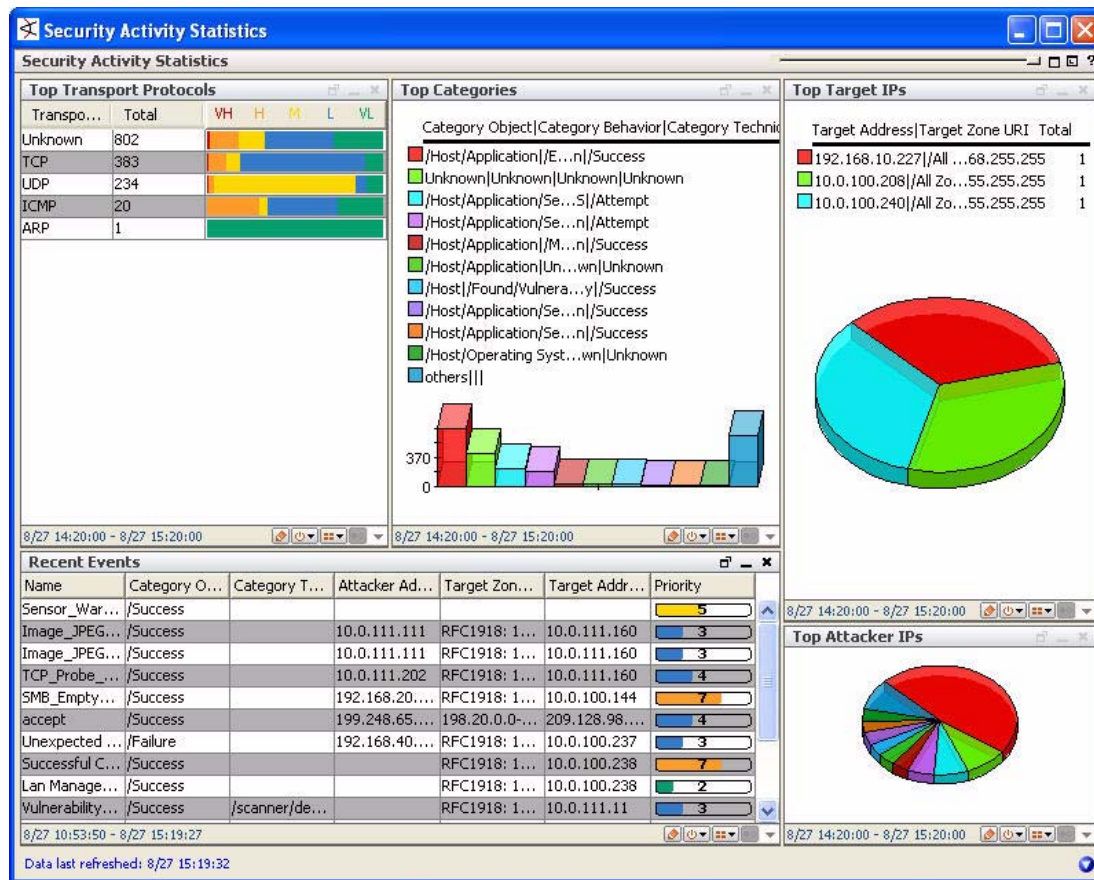 Security Activity Statistics
Security Activity Statistics
Top Transport Protocols
Transpo... Total VH H M L VL
Unknown 802
TCP 383
UDP 234
ICMP 20
ARP 1
8/27 14:20:00 - 8/27 15:20:00
Top Categories
Category Object|Category Behavior|Category Technic
/Host/Application|/E...n|/Success
Unknown|Unknown|Unknown|Unknown
/Host/Application/Se...S|/Attempt
/Host/Application/Se...n|/Attempt
/Host/Application|/M...n|/Success
/Host/Application|Un...wn|Unknown
/Host|/Found/Vulnera...y|/Success
/Host/Application/Se...n|/Success
/Host/Application/Se...n|/Success
/Host/Operating Syst...wn|Unknown
others|||
370
0
8/27 14:20:00 - 8/27 15:20:00
Top Target IPs
Target Address|Target Zone URI Total
192.168.10.227|/All ...68.255.255 1
10.0.100.208|/All Zo...55.255.255 1
10.0.100.240|/All Zo...55.255.255 1
8/27 14:20:00 - 8/27 15:20:00
Recent Events
Name Category O... Category T... Attacker Ad... Target Zon... Target Addr... Priority
Sensor_War... /Success 5
Image_JPEG... /Success 10.0.111.111 RFC1918: 1... 10.0.111.160 3
Image_JPEG... /Success 10.0.111.111 RFC1918: 1... 10.0.111.160 3
TCP_Probe_... /Success 10.0.111.202 RFC1918: 1... 10.0.111.160 4
SMB_Empty... /Success 192.168.20.... RFC1918: 1... 10.0.100.144 7
accept /Success 199.248.65.... 198.20.0.0-... 209.128.98.... 4
Unexpected ... /Failure 192.168.40.... RFC1918: 1... 10.0.100.237 3
Successful C... /Success RFC1918: 1... 10.0.100.238 7
Lan Manage... /Success RFC1918: 1... 10.0.100.238 2
Vulnerability... /Success /scanner/de... RFC1918: 1... 10.0.111.11 3
8/27 10:53:50 - 8/27 15:19:27
Top Attacker IPs
8/27 14:20:00 - 8/27 15:20:00
Data last refreshed: 8/27 15:19:32